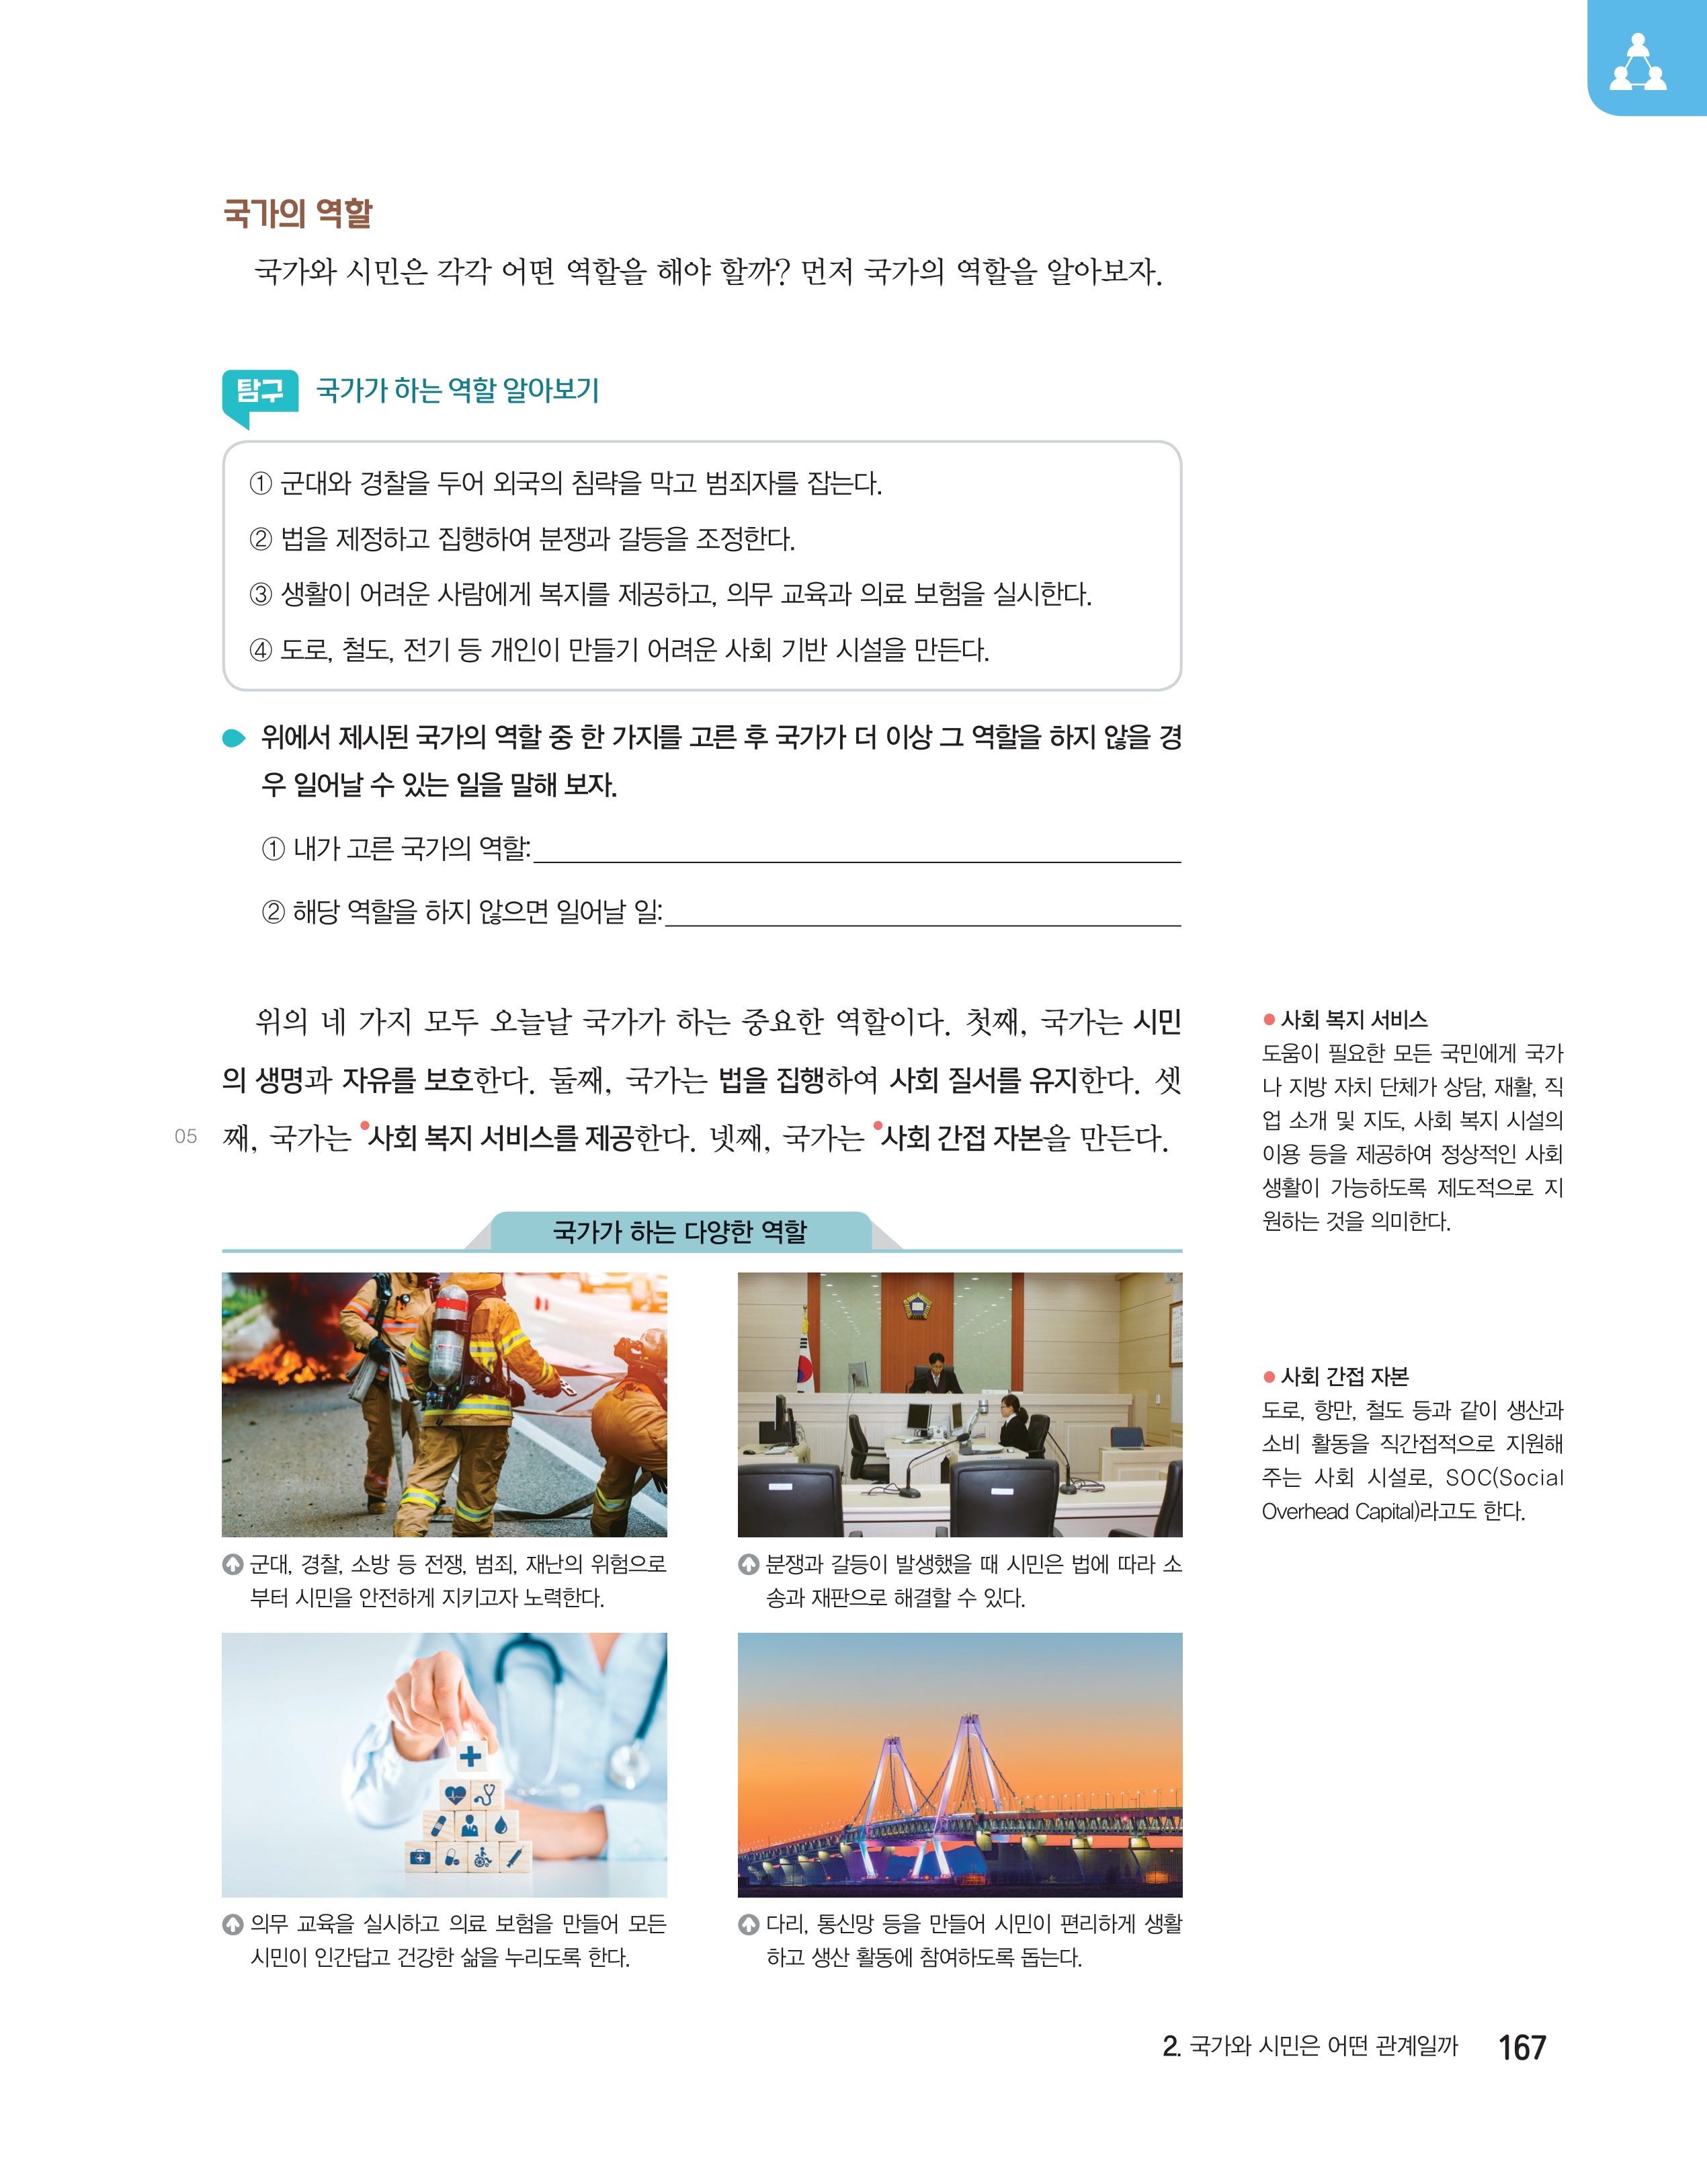 국가의 역할
국가와 시민은 각각 어떤 역할을 해야 할까? 먼저 국가의 역할을 알아보자.
탐구 국가가 하는 역할 알아보기
① 군대와 경찰을 두어 외국의 침략을 막고 범죄자를 잡는다.
② 법을 제정하고 집행하여 분쟁과 갈등을 조정한다.
③ 생활이 어려운 사람에게 복지를 제공하고, 의무 교육과 의료 보험을 실시한다.
④ 도로, 철도, 전기 등 개인이 만들기 어려운 사회 기반 시설을 만든다.
위에서 제시된 국가의 역할 중 한 가지를 고른 후 국가가 더 이상 그 역할을 하지 않을 경
우 일어날 수 있는 일을 말해 보자.
① 내가 고른 국가의 역할:
② 해당 역할을 하지 않으면 일어날 일:
위의 네 가지 모두 오늘날 국가가 하는 중요한 역할이다. 첫째, 국가는 시민
의 생명과 자유를 보호한다. 둘째, 국가는 법을 집행하여 사회 질서를 유지한다. 셋
05 째, 국가는 •사회 복지 서비스를 제공한다. 넷째, 국가는 •사회 간접 자본을 만든다.
• 사회 복지 서비스
도움이 필요한 모든 국민에게 국가
나 지방 자치 단체가 상담, 재활, 직
업 소개 및 지도, 사회 복지 시설의
이용 등을 제공하여 정상적인 사회
생활이 가능하도록 제도적으로 지
원하는 것을 의미한다.
• 사회 간접 자본
도로, 항만, 철도 등과 같이 생산과
소비 활동을 직간접적으로 지원해
주는 사회 시설로, SOC(Social
Overhead Capital)라고도 한다.
국가가 하는 다양한 역할
군대, 경찰, 소방 등 전쟁, 범죄, 재난의 위험으로
부터 시민을 안전하게 지키고자 노력한다.
분쟁과 갈등이 발생했을 때 시민은 법에 따라 소
송과 재판으로 해결할 수 있다.
의무 교육을 실시하고 의료 보험을 만들어 모든
시민이 인간답고 건강한 삶을 누리도록 한다.
다리, 통신망 등을 만들어 시민이 편리하게 생활
하고 생산 활동에 참여하도록 돕는다.
2. 국가와 시민은 어떤 관계일까 167